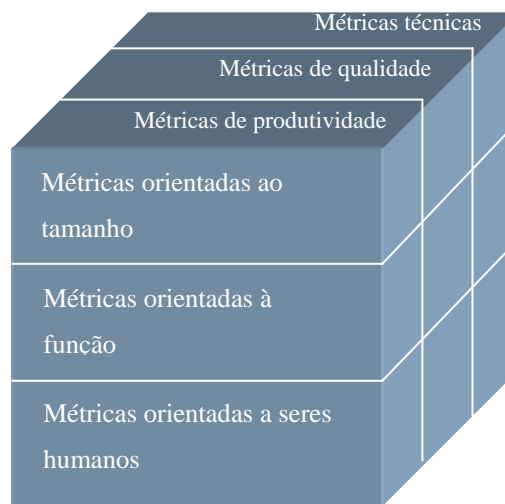 Métricas técnicas
Métricas de qualidade
Métricas de produtividade
Métricas orientadas ao
tamanho
Métricas orientadas à
função
Métricas orientadas a seres
humanos